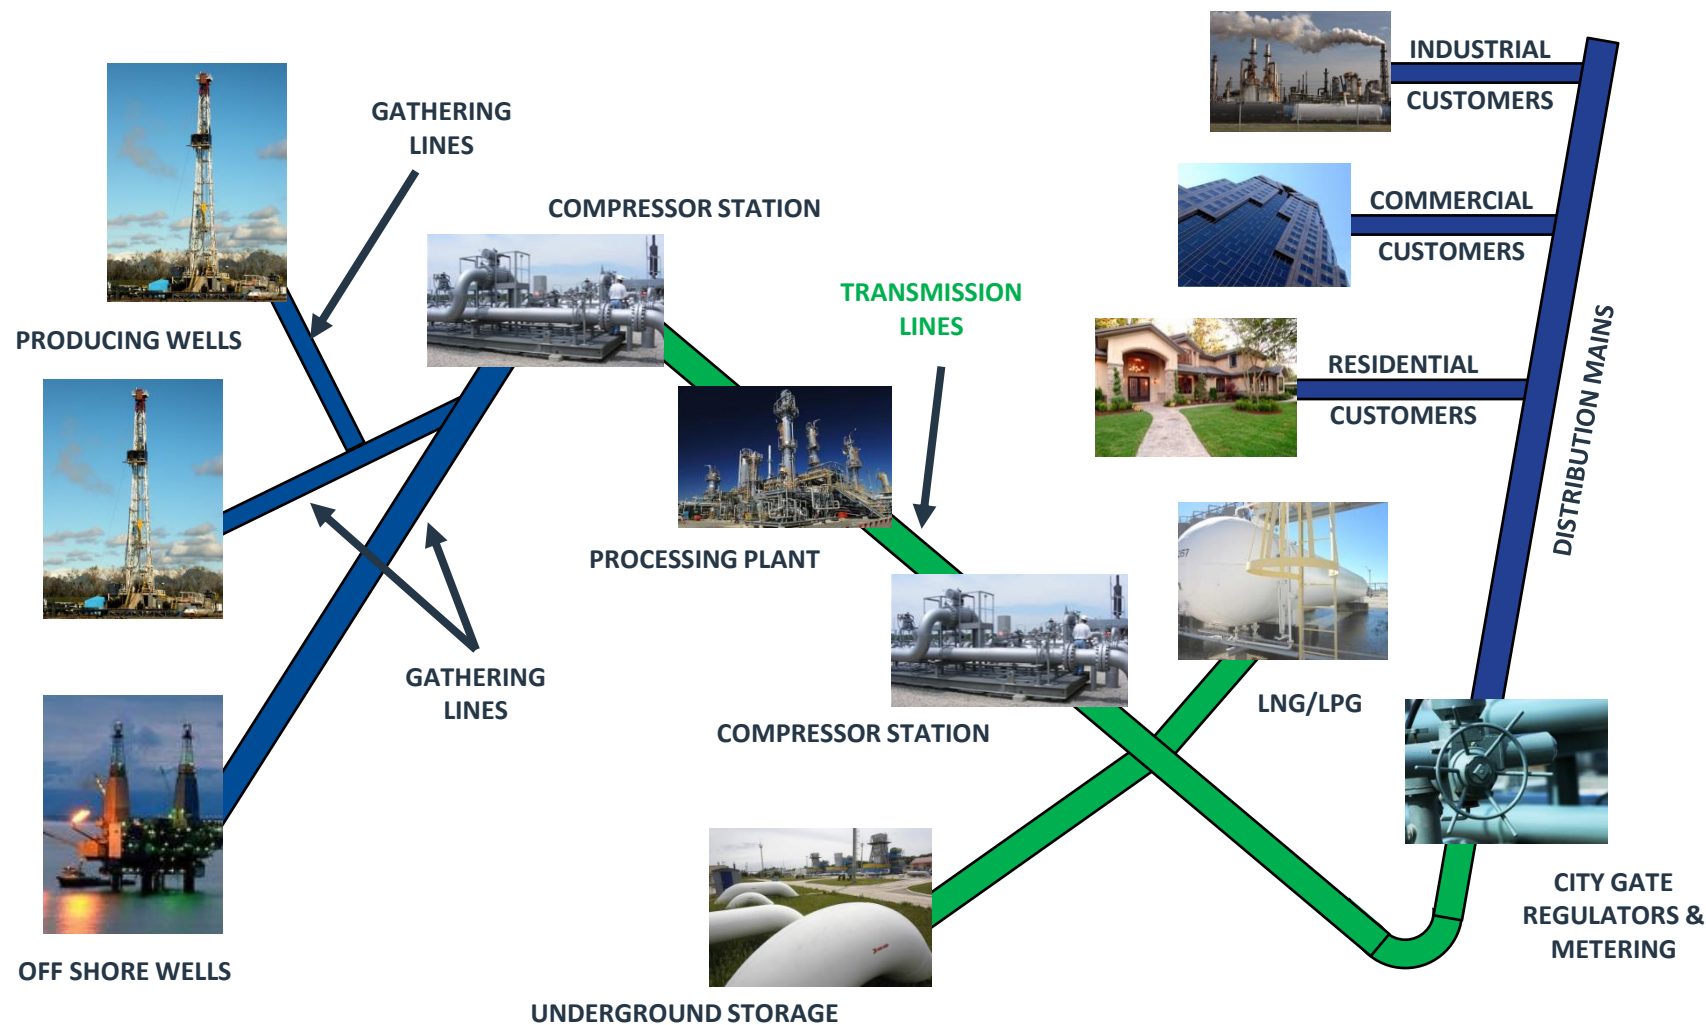 GATHERING
LINES
PRODUCING WELLS
OFF SHORE WELLS
GATHERING
LINES
COMPRESSOR STATION
PROCESSING PLANT
TRANSMISSION
LINES
COMPRESSOR STATION
UNDERGROUND STORAGE
LNG/LPG
357
CITY GATE
REGULATORS &
METERING
DISTRIBUTION MAINS
INDUSTRIAL
CUSTOMERS
COMMERCIAL
CUSTOMERS
RESIDENTIAL
CUSTOMERS